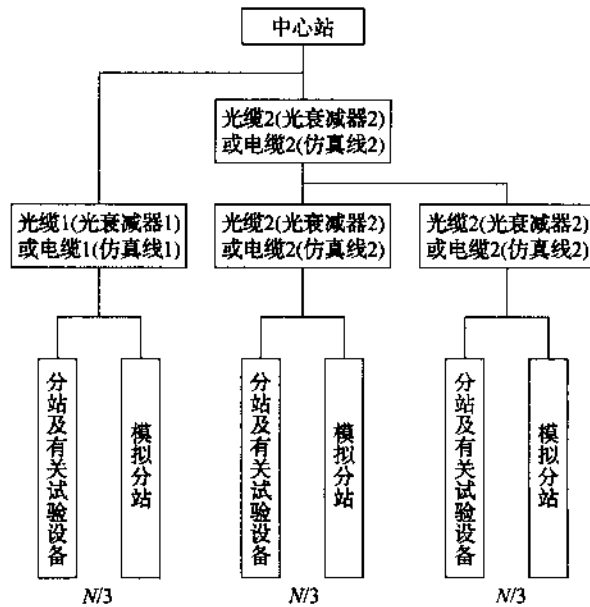 中心站
光缆2(光衰减器2)
或电缆2(仿真线2)
光缆1(光衰减器1)
或电缆1(仿真线1)
光缆2(光衰减器2)
或电缆2(仿真线2)
光缆2(光衰减器2)
或电缆2(仿真线2)
分站及有关试验设备
模拟分站
分站及有关试验设备
模拟分站
分站及有关试验设备
模拟分站
N/3
N/3
N/3